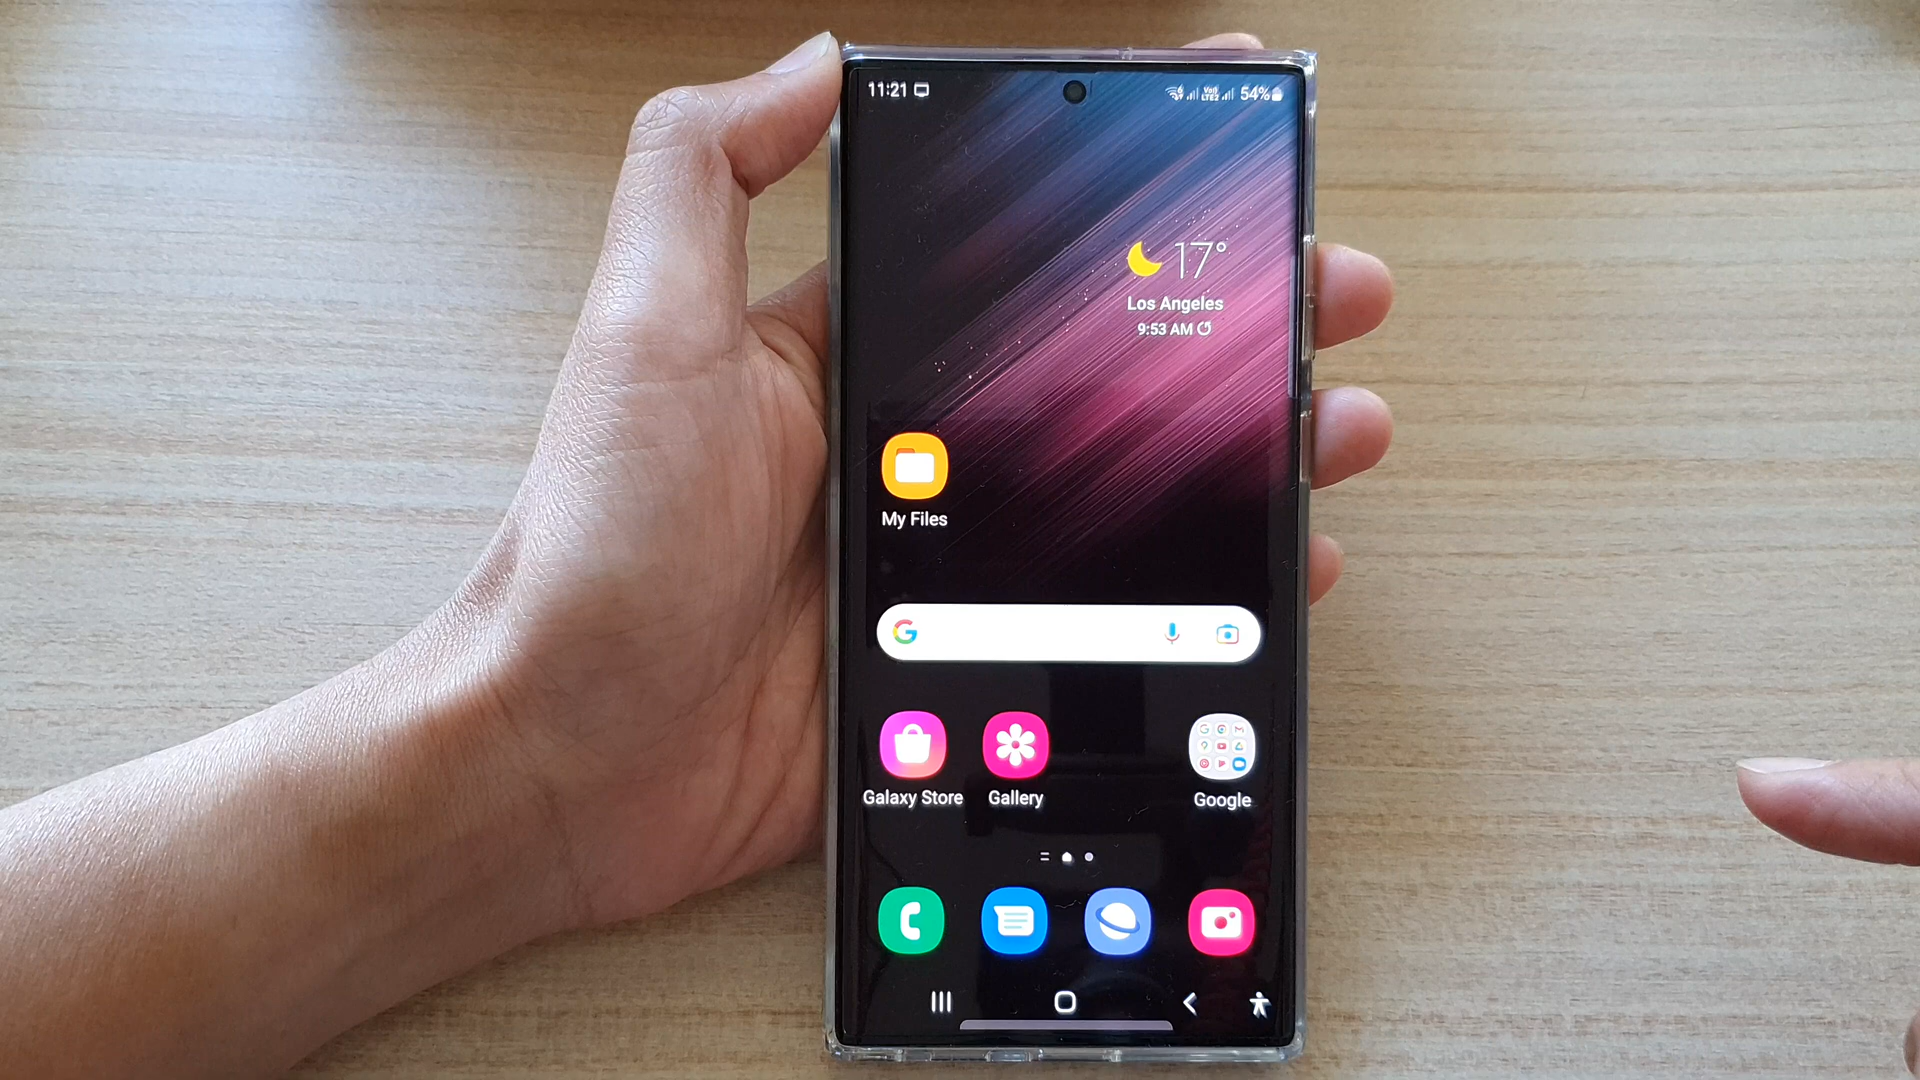 11:21
54%
17°
Los Angeles
9:53 AM
My Files
Galaxy Store
Gallery
Google